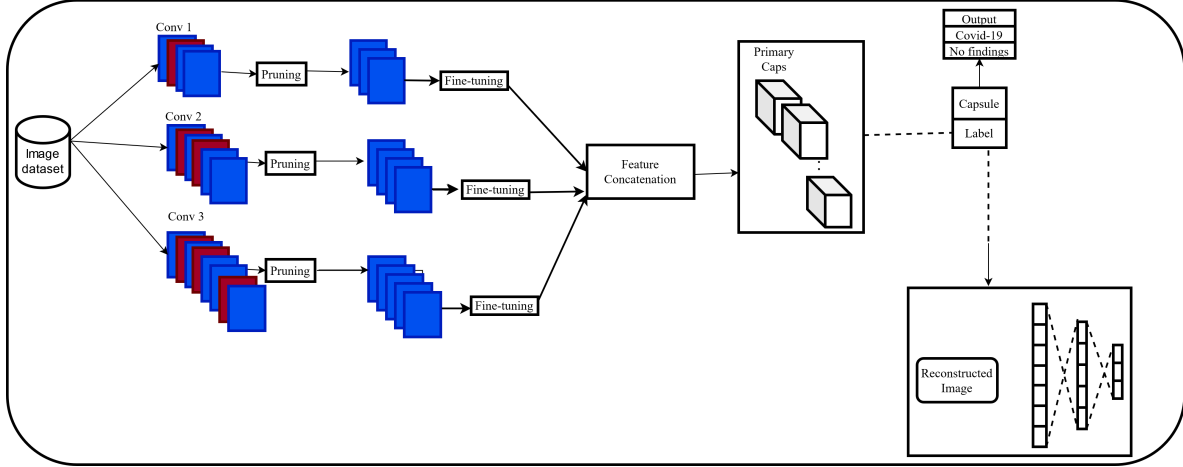 Conv 1
Pruning
Fine-tuning
Conv 2
Pruning
Fine-tuning
Conv 3
Pruning
Fine-tuning
Image
dataset
Feature
Concatenation
Primary
Caps
Output
Covid-19
No findings
Capsule
Label
Reconstructed
Image